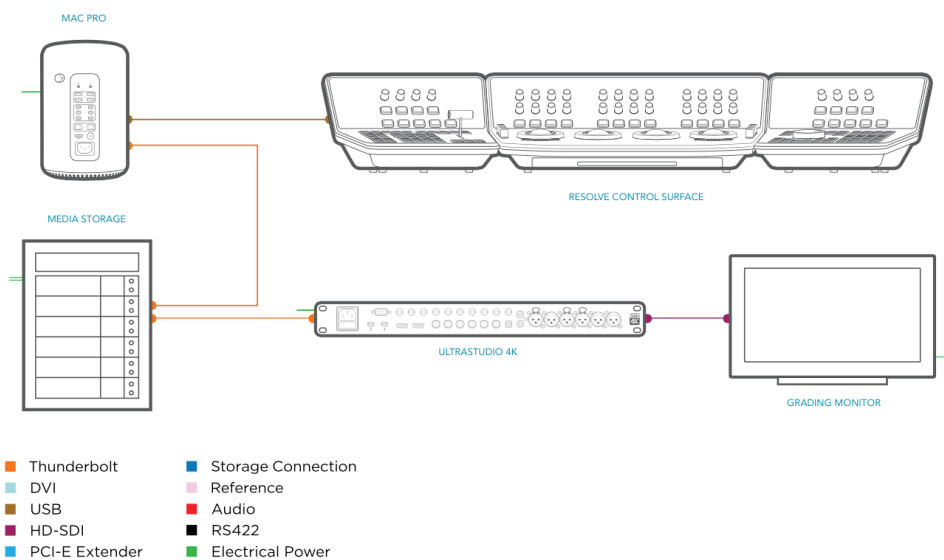 MAC PRO
RESOLVE CONTROL SURFACE
MEDIA STORAGE
4K
ULTRASTUDIO 4K
GRADING MONITOR
Thunderbolt
DVI
USB
HD-SDI
PCI-E Extender
Storage Connection
Reference
Audio
RS422
Electrical Power